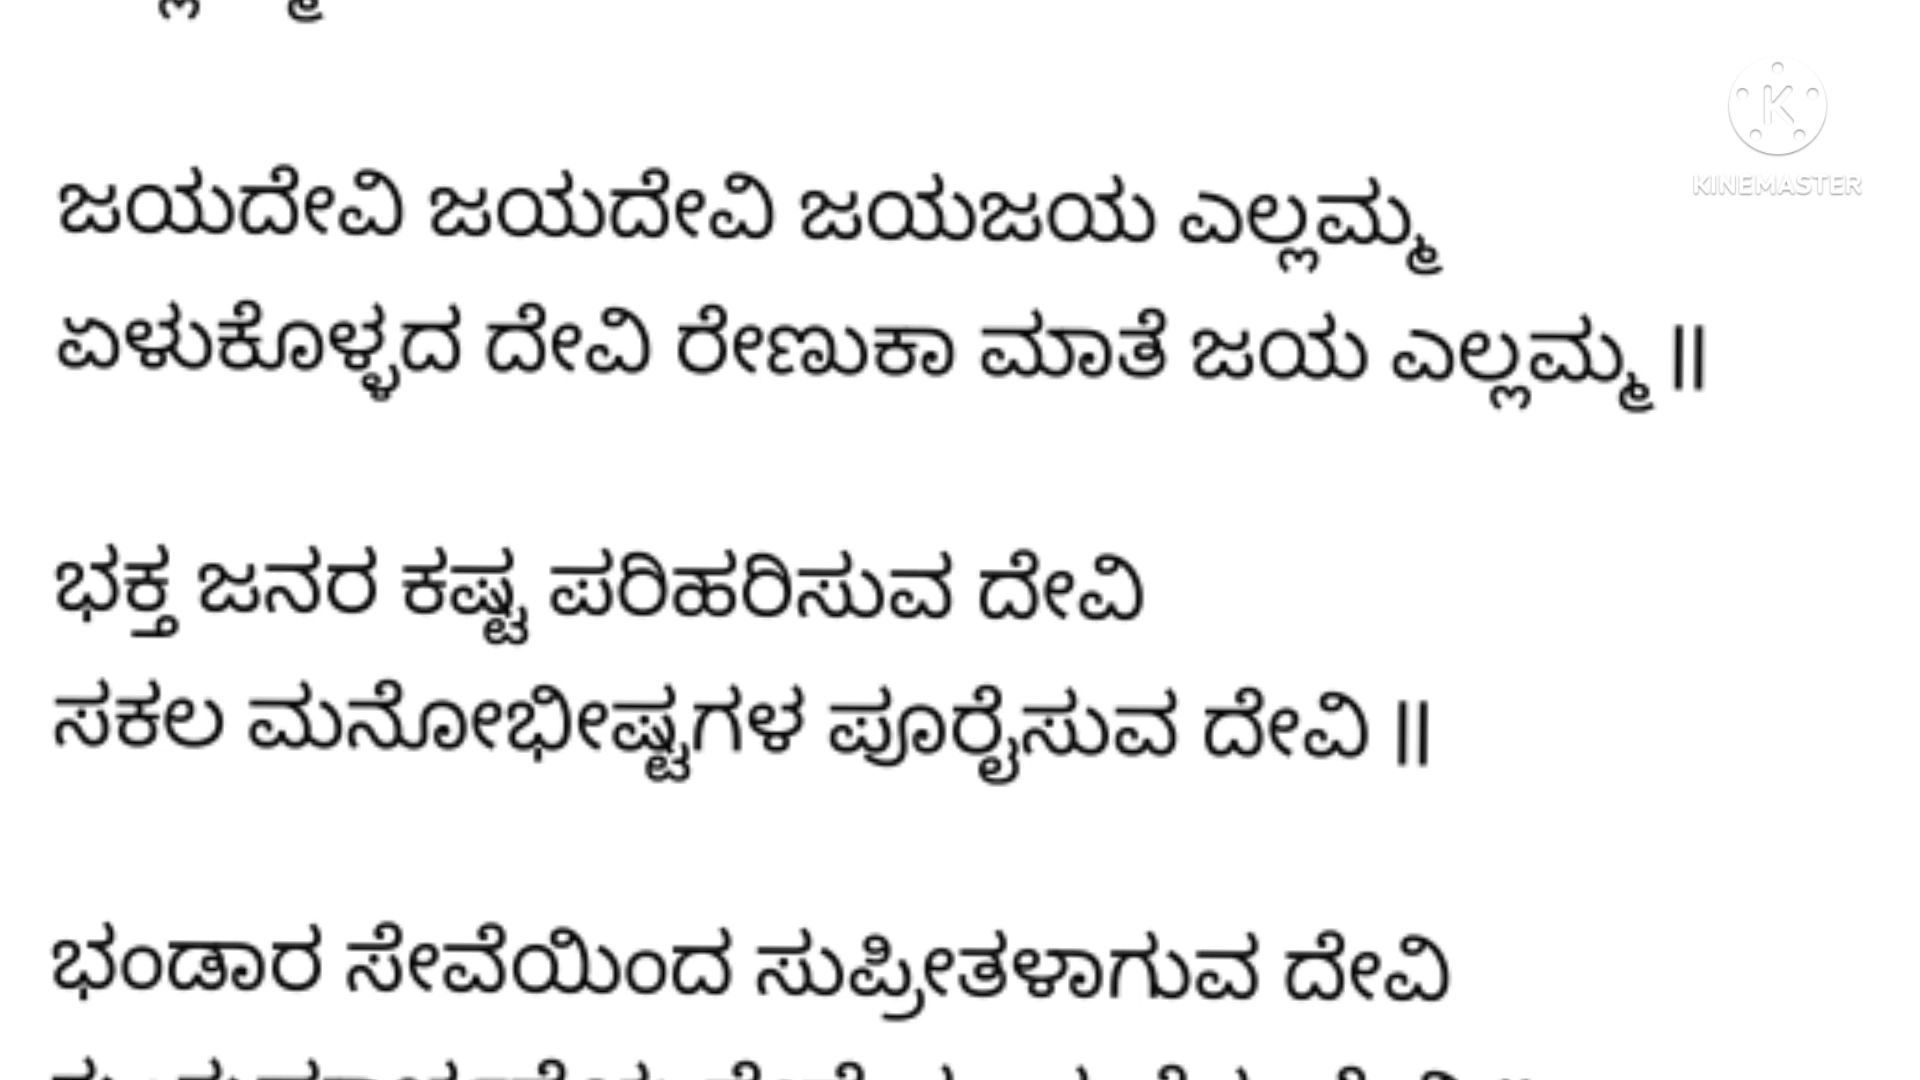 KINEMASTER
ಜಯದೇವಿ ಜಯದೇವಿ ಜಯಜಯ ಎಲ್ಲಮ್ಮ
ಏಳುಕೊಳ್ಳದ ದೇವಿ ರೇಣುಕಾ ಮಾತೆ ಜಯ ಎಲ್ಲಮ್ಮ ||
ಭಕ್ತ ಜನರ ಕಷ್ಟ ಪರಿಹರಿಸುವ ದೇವಿ
ಸಕಲ ಮನೋಭೀಷ್ಟಗಳ ಪೂರೈಸುವ ದೇವಿ ||
ಭಂಡಾರ ಸೇವೆಯಿಂದ ಸುಪ್ರೀತಳಾಗುವ ದೇವಿ